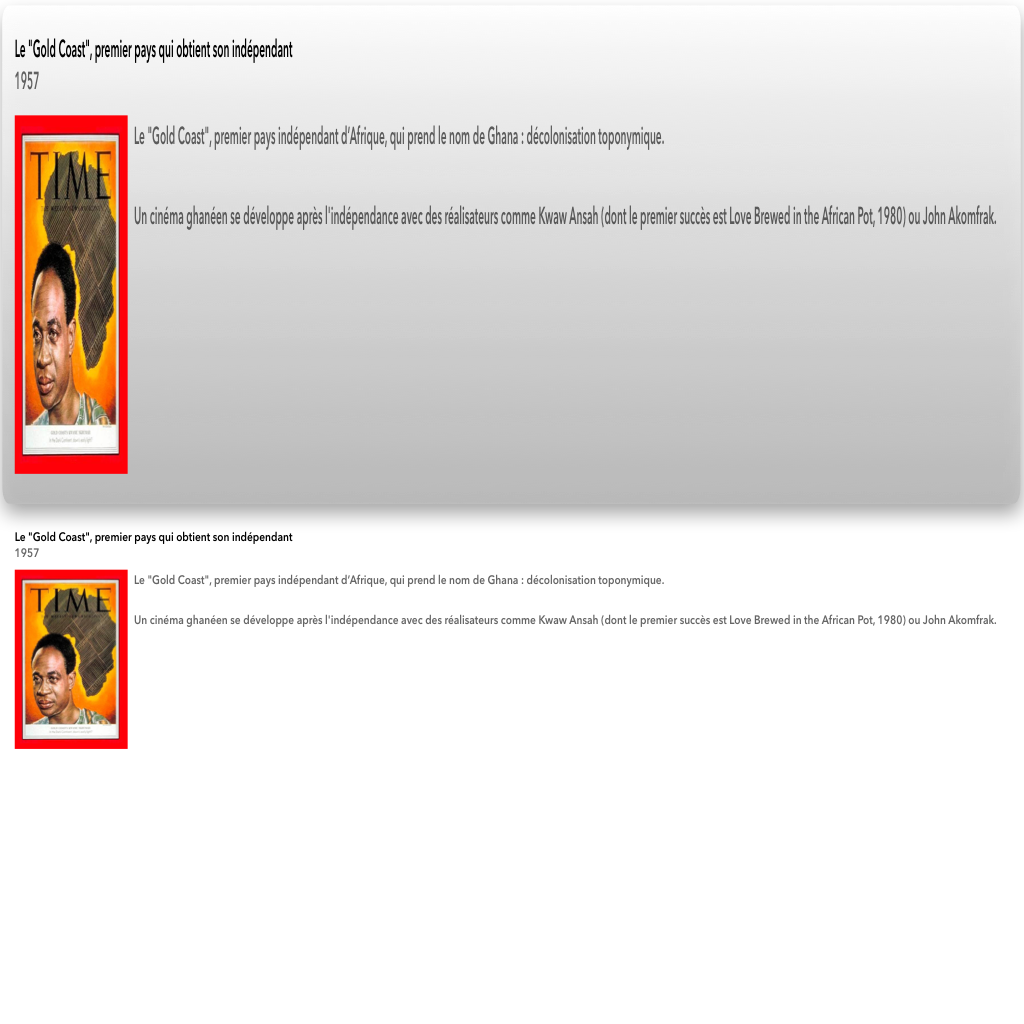 Le "Gold Coast", premier pays qui obtient son indépendant
1957
TIME
Le "Gold Coast", premier pays indépendant d'Afrique, qui prend le nom de Ghana : décolonisation toponymique.
Un cinéma ghanéen se développe après l'indépendance avec des réalisateurs comme Kwaw Ansah (dont le premier succès est Love Brewed in the African Pot, 1980) ou John Akomfrak.
Le "Gold Coast", premier pays qui obtient son indépendant
1957
TIME
Le "Gold Coast", premier pays indépendant d'Afrique, qui prend le nom de Ghana : décolonisation toponymique.
Un cinéma ghanéen se développe après l'indépendance avec des réalisateurs comme Kwaw Ansah (dont le premier succès est Love Brewed in the African Pot, 1980) ou John Akomfrak.